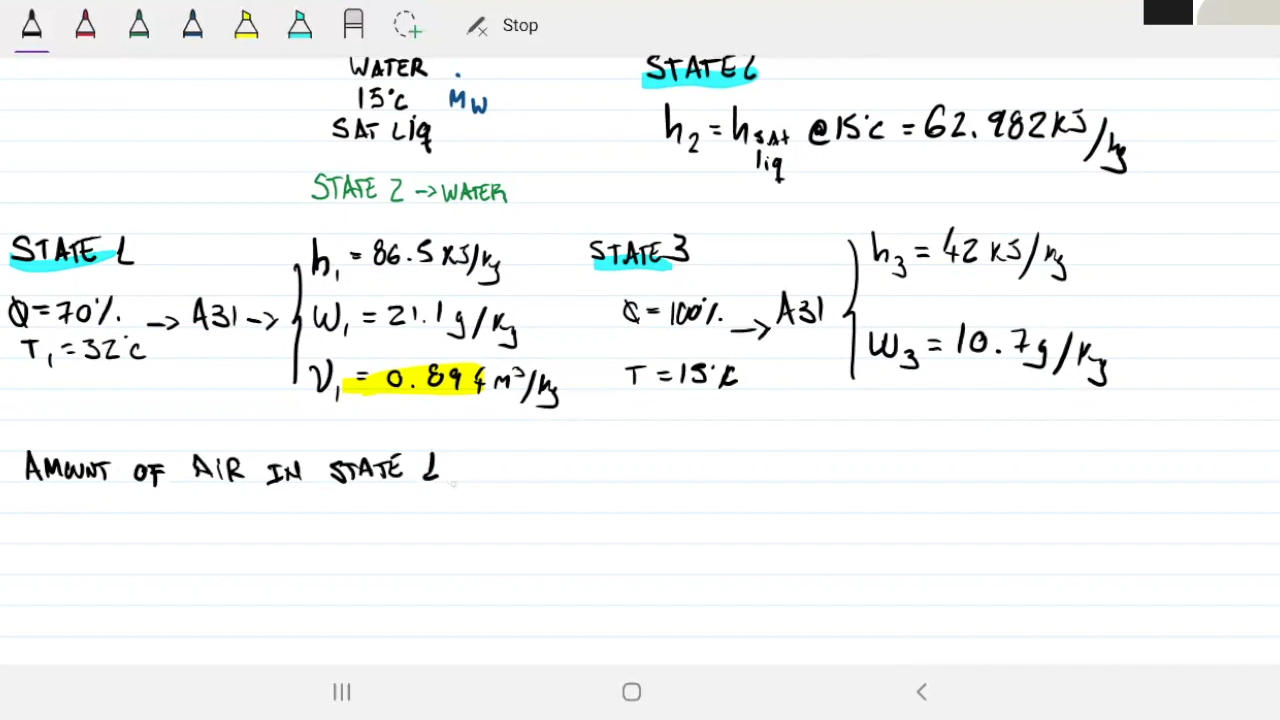 Stop
WATER
15°C ṁw
SAT LIQ
STATE 2 → WATER
STATE 2
h2 = hSAT liq @15°C = 62.982 KJ/kg
STATE 1
Φ = 70%.
T1 = 32°C
→ A31 →
h1 = 86.5 KJ/kg
W1 = 21.1 g/kg
V1 = 0.894 m³/kg
STATE 3
Φ = 100%.
T = 15°C
→ A31
h3 = 42 KJ/kg
W3 = 10.7 g/kg
AMOUNT OF AIR IN STATE 1